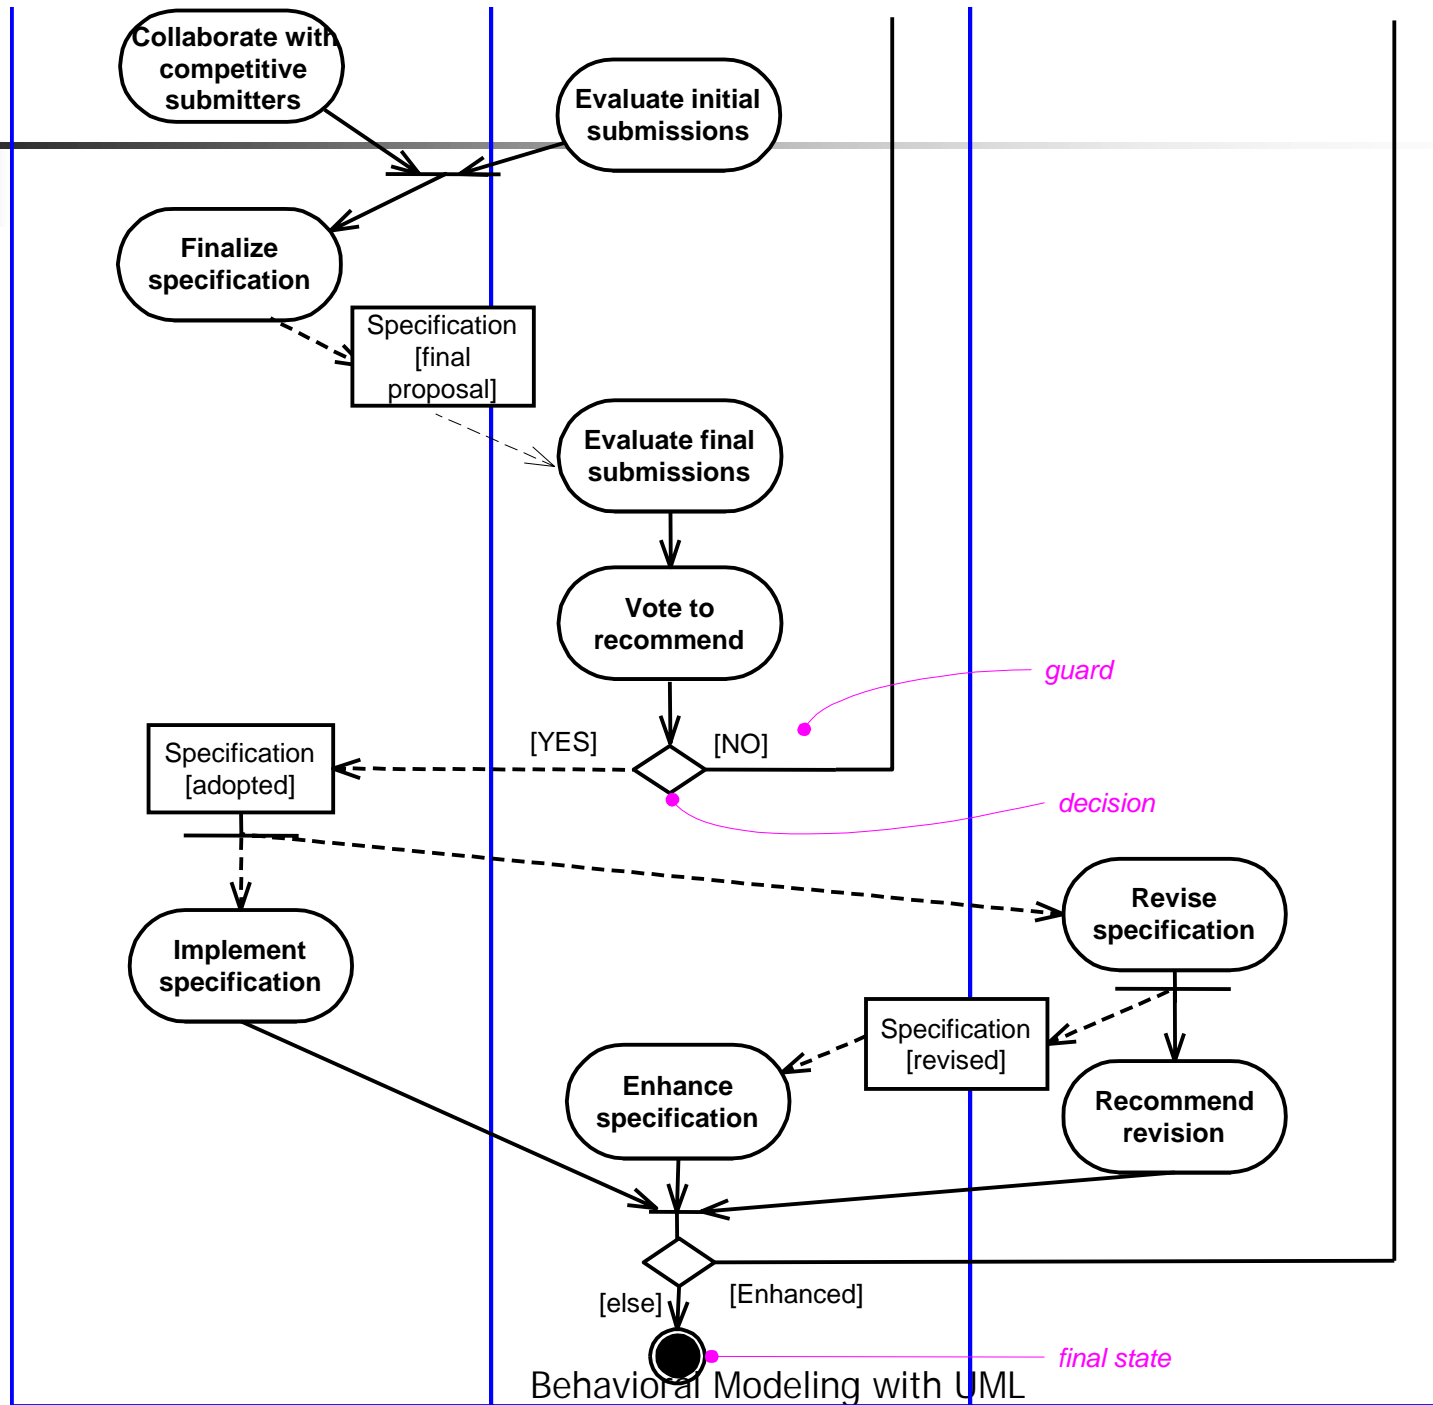 Collaborate with
competitive
submitters
Evaluate initial
submissions
Finalize
specification
Specification
[final
proposal]
Evaluate final
submissions
Vote to
recommend
guard
[YES]
[NO]
Specification
[adopted]
decision
Revise
specification
Implement
specification
Specification
[revised]
Enhance
specification
Recommend
revision
[else]
[Enhanced]
final state
Behavioral Modeling with UML